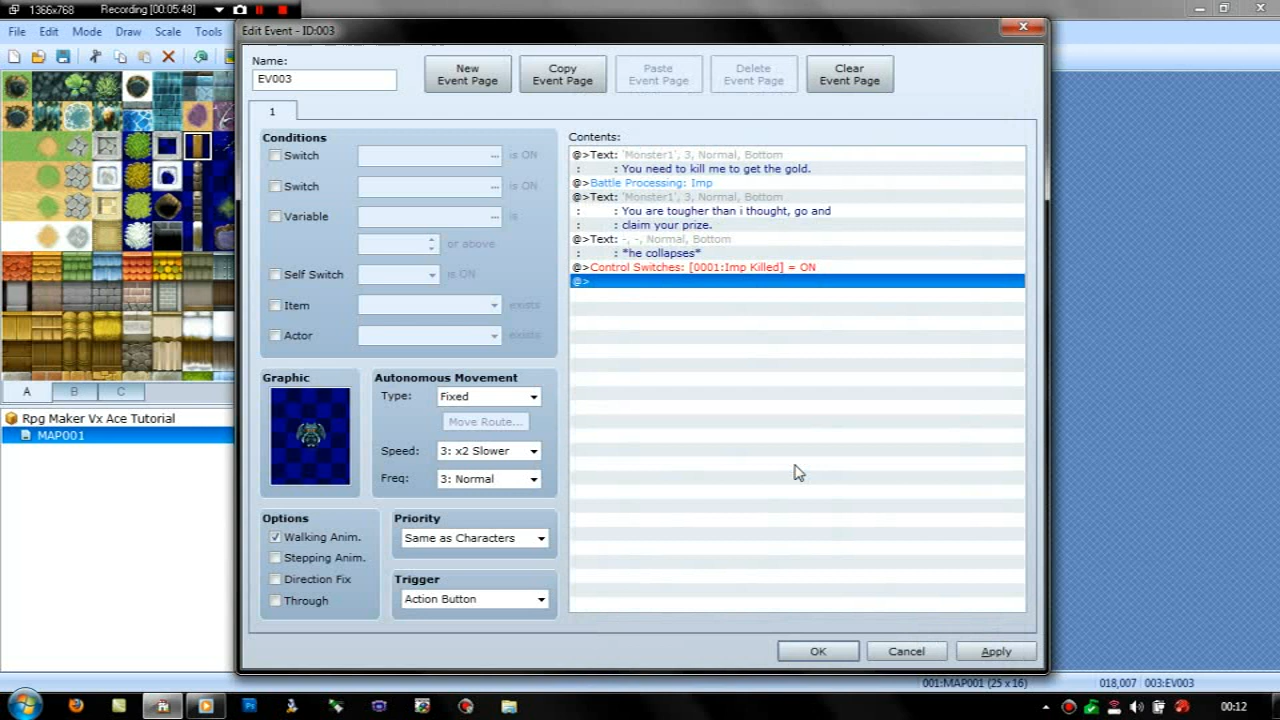 1366x768 Recording [00:05:48]
File Edit Mode Draw Scale Tools
Edit Event - ID:003
Name:
EV003
New Event Page
Copy Event Page
Paste Event Page
Delete Event Page
Clear Event Page
1
Conditions
Switch ... is ON
Switch ... is ON
Variable ... is
or above
Self Switch is ON
Item exists
Actor exists
Graphic
Autonomous Movement
Type: Fixed
Move Route...
Speed: 3: x2 Slower
Freq: 3: Normal
Options
Walking Anim.
Stepping Anim.
Direction Fix
Through
Priority
Same as Characters
Trigger
Action Button
Contents:
@>Text: 'Monster1', 3, Normal, Bottom
: : You need to kill me to get the gold.
@>Battle Processing: Imp
@>Text: 'Monster1', 3, Normal, Bottom
: : You are tougher than i thought, go and
: : claim your prize.
@>Text: -, -, Normal, Bottom
: : *he collapses*
@>Control Switches: [0001:Imp Killed] = ON
@>
OK Cancel Apply
A B C
Rpg Maker Vx Ace Tutorial
MAP001
001:MAP001 (25 x 16) 018,007 003:EV003
00:12